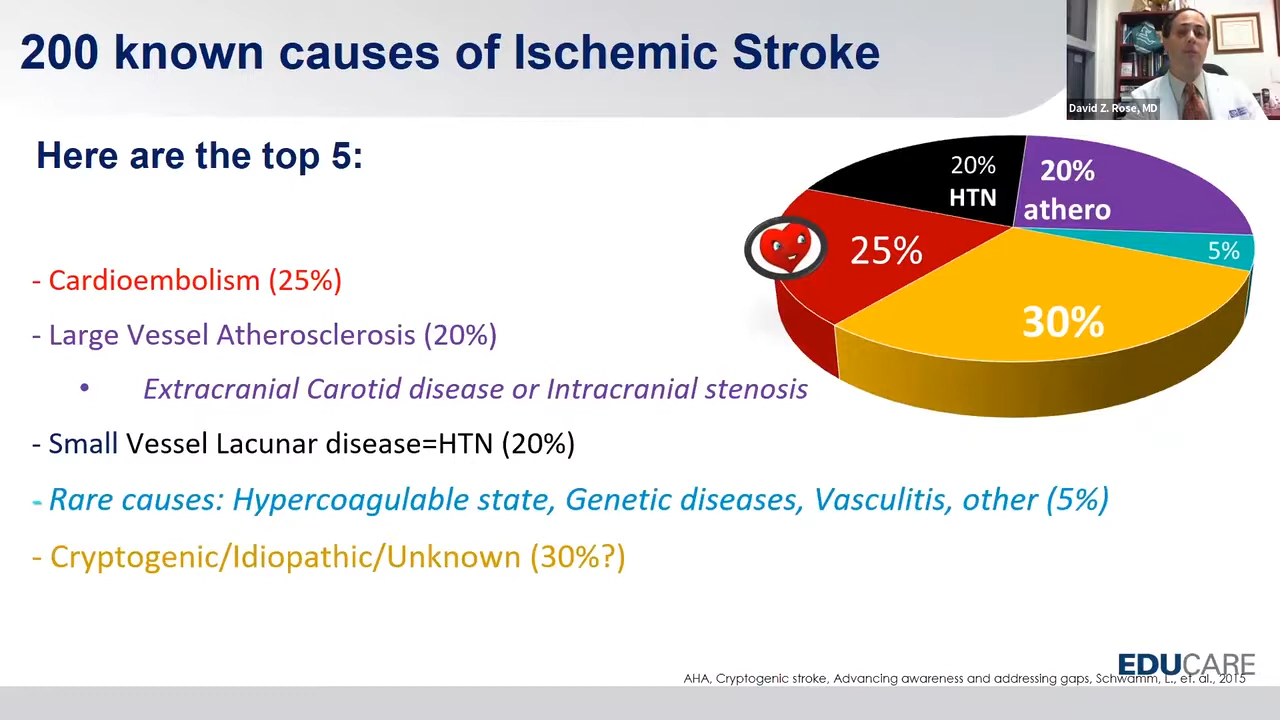 200 known causes of Ischemic Stroke
David Z. Rose, MD
Here are the top 5:
20%
HTN
20%
athero
5%
25%
30%
- Cardioembolism (25%)
- Large Vessel Atherosclerosis (20%)
• Extracranial Carotid disease or Intracranial stenosis
- Small Vessel Lacunar disease=HTN (20%)
- Rare causes: Hypercoagulable state, Genetic diseases, Vasculitis, other (5%)
- Cryptogenic/Idiopathic/Unknown (30%?)
EDUCARE
AHA, Cryptogenic stroke, Advancing awareness and addressing gaps, Schwamm, L., et. al., 2015